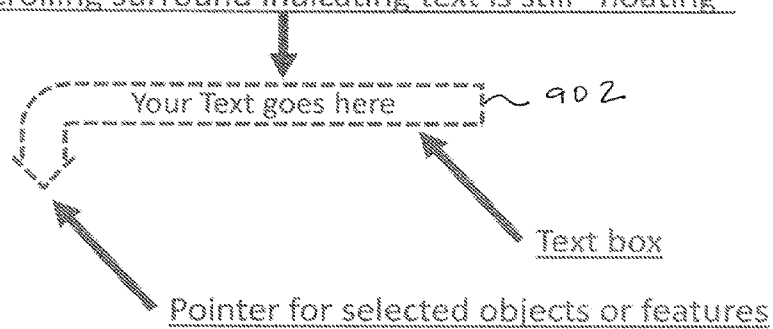 surround indicating text is still "floating"
Your Text goes here
902
Text box
Pointer for selected objects or features